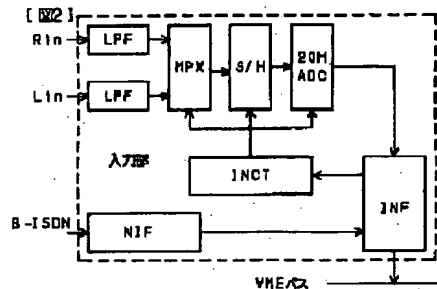 [図2]
Rin
LPF
MPX
S/H
20H
ADC
Lin
LPF
入力部
INCT
INF
B-ISDN
NIF
VMEバス